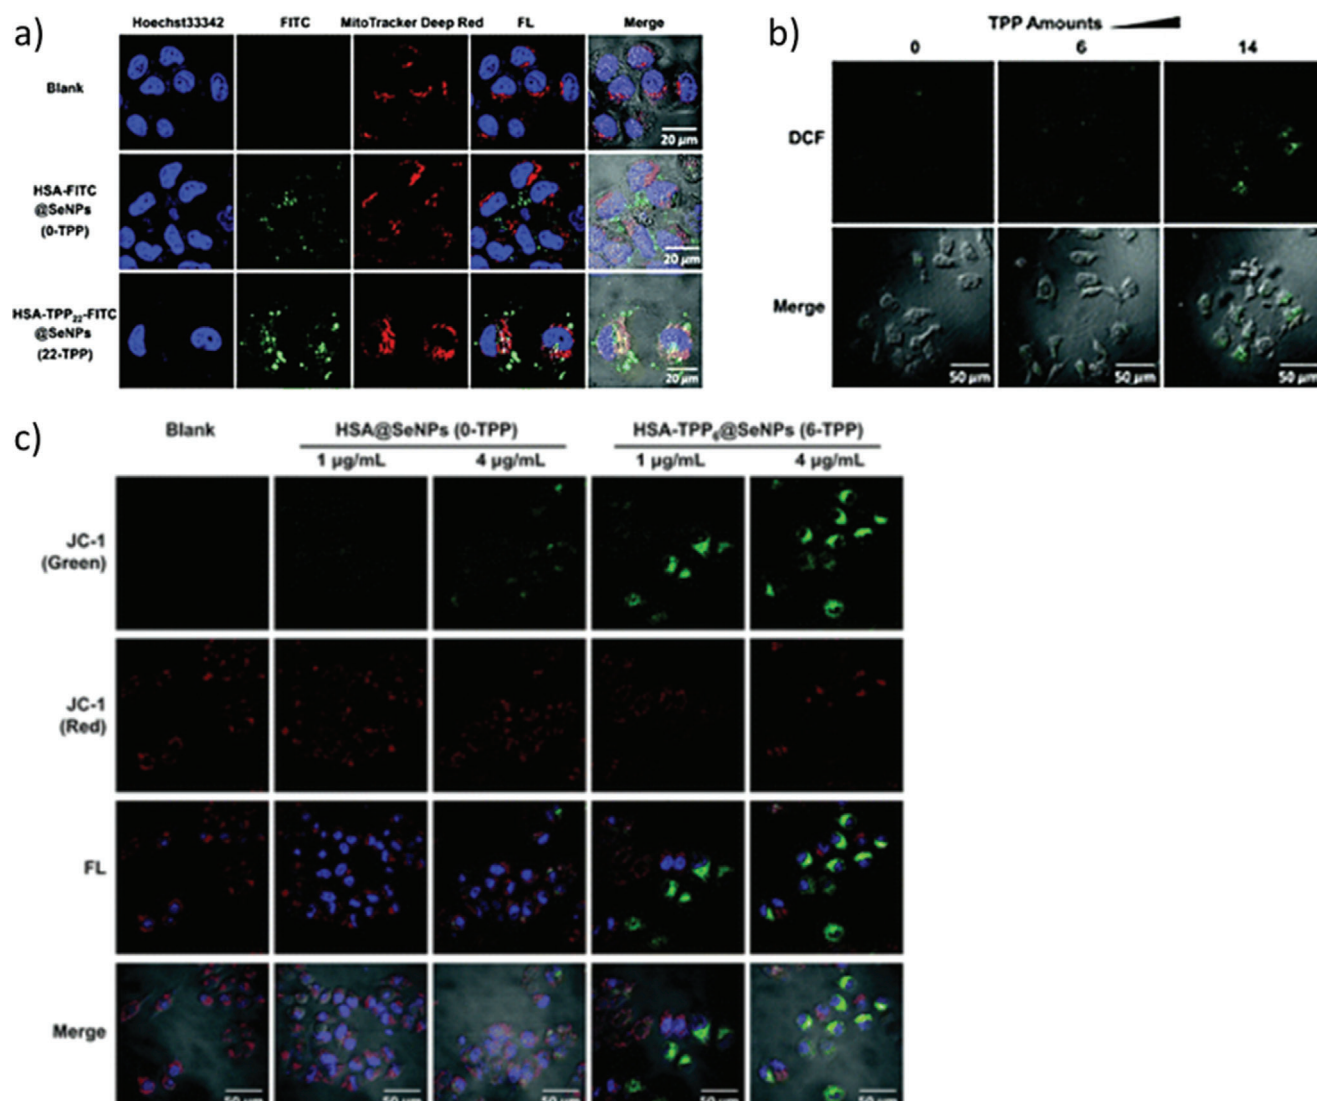 a)
Hoechst33342 FITC MitoTracker Deep Red FL Merge
Blank
20 µm
HSA-FITC
@SeNPs
(0-TPP)
20 µm
HSA-TPP₂₂-FITC
@SeNPs
(22-TPP)
20 µm
b)
TPP Amounts
0 6 14
DCF
Merge
50 µm 50 µm 50 µm
c)
Blank HSA@SeNPs (0-TPP) HSA-TPP₆@SeNPs (6-TPP)
1 µg/mL 4 µg/mL 1 µg/mL 4 µg/mL
JC-1
(Green)
JC-1
(Red)
FL
Merge